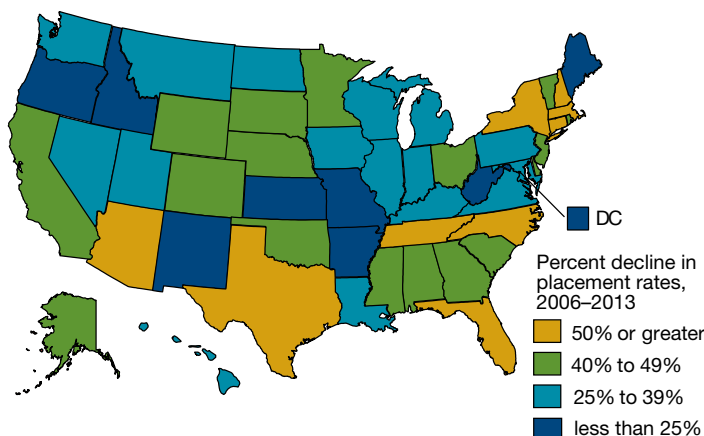 DC
Percent decline in
placement rates,
2006–2013
50% or greater
40% to 49%
25% to 39%
less than 25%